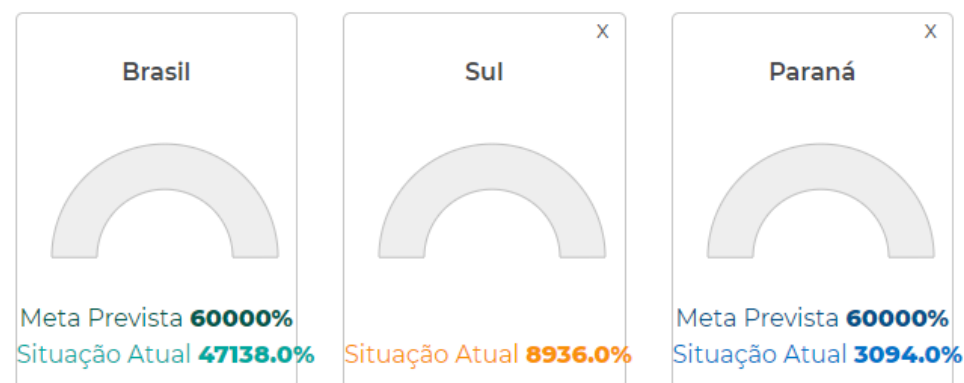 Brasil
Meta Prevista 60000%
Situação Atual 47138.0%
X
Sul
Situação Atual 8936.0%
X
Paraná
Meta Prevista 60000%
Situação Atual 3094.0%